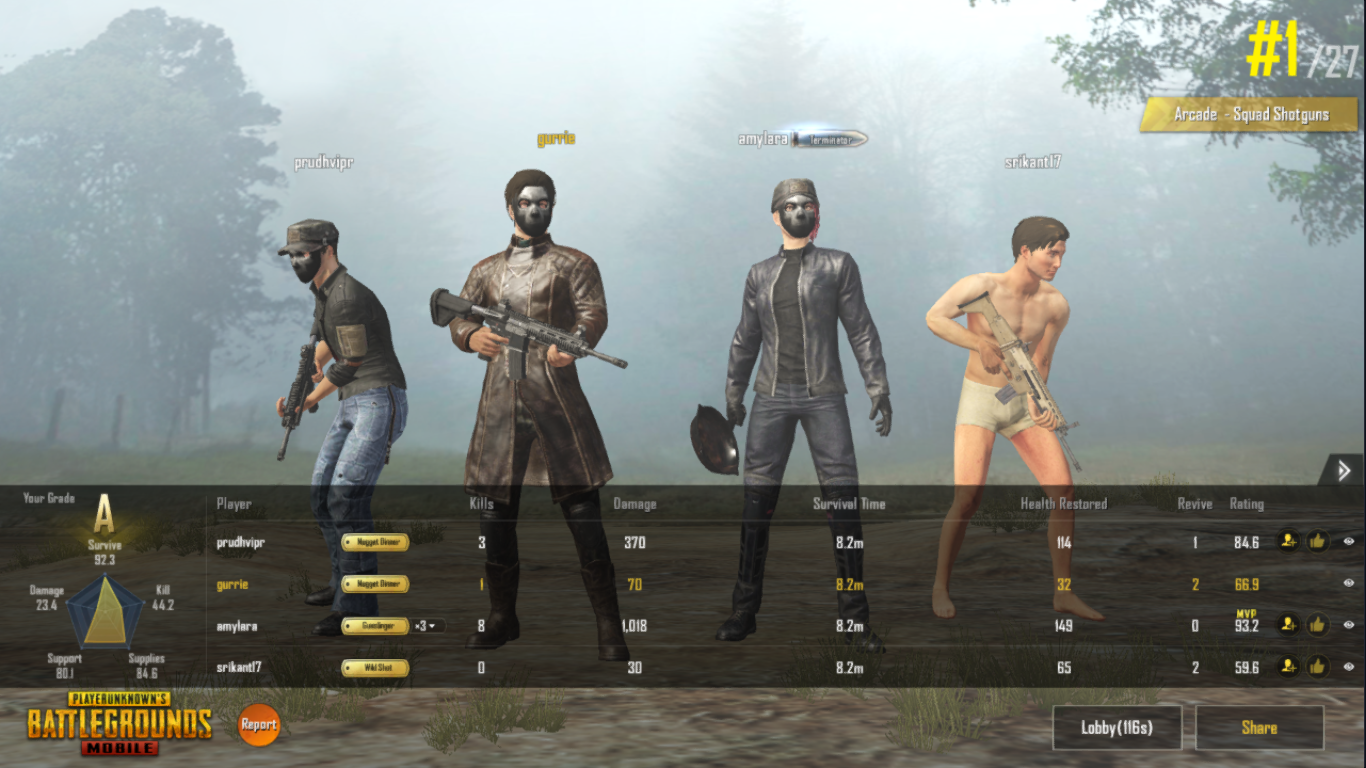 #1/27
Arcade - Squad Shotguns
gurrie
amylara Terminator
prudhvipr
srikant17
Your Grade
A
Survive
92.3
Damage
23.4
Kill
44.2
Support
80.1
Supplies
84.6
Player Kills Damage Survival Time Health Restored Revive Rating
prudhvipr Nugget Dinner 3 370 8.2m 114 1 84.6
gurrie Nugget Dinner 1 70 8.2m 32 2 66.9
MVP
amylara Gunslinger ×3 8 1,018 8.2m 149 0 93.2
srikant17 Wild Shot 0 30 8.2m 65 2 59.6
PLAYERUNKNOWN'S
BATTLEGROUNDS
MOBILE
Report
Lobby(116s)
Share